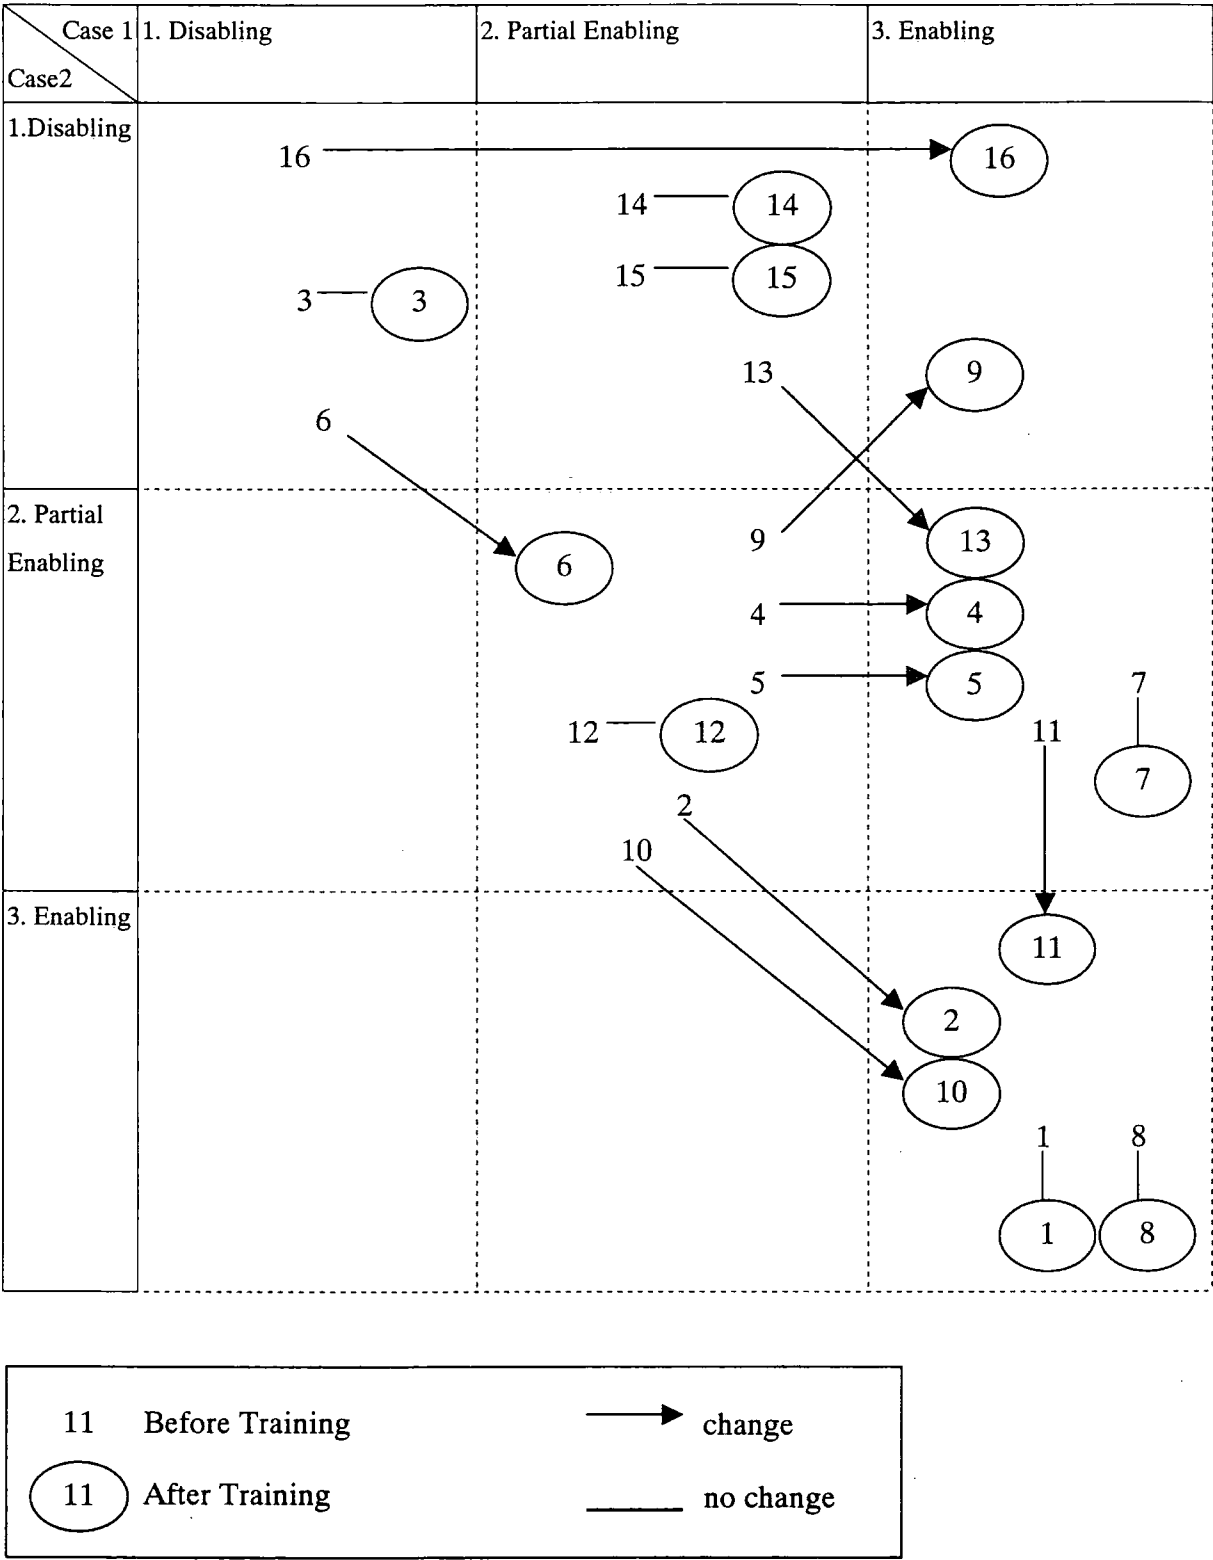 Case 1 1. Disabling 2. Partial Enabling 3. Enabling
Case2
1.Disabling
16 16
14 14
15 15
3 3
13 9
6
2. Partial
Enabling
9 13
6
4 4
5 5 7
12 12 11
7
2
10
3. Enabling
11
2
10
1 8
1 8
11 Before Training change
11 After Training no change